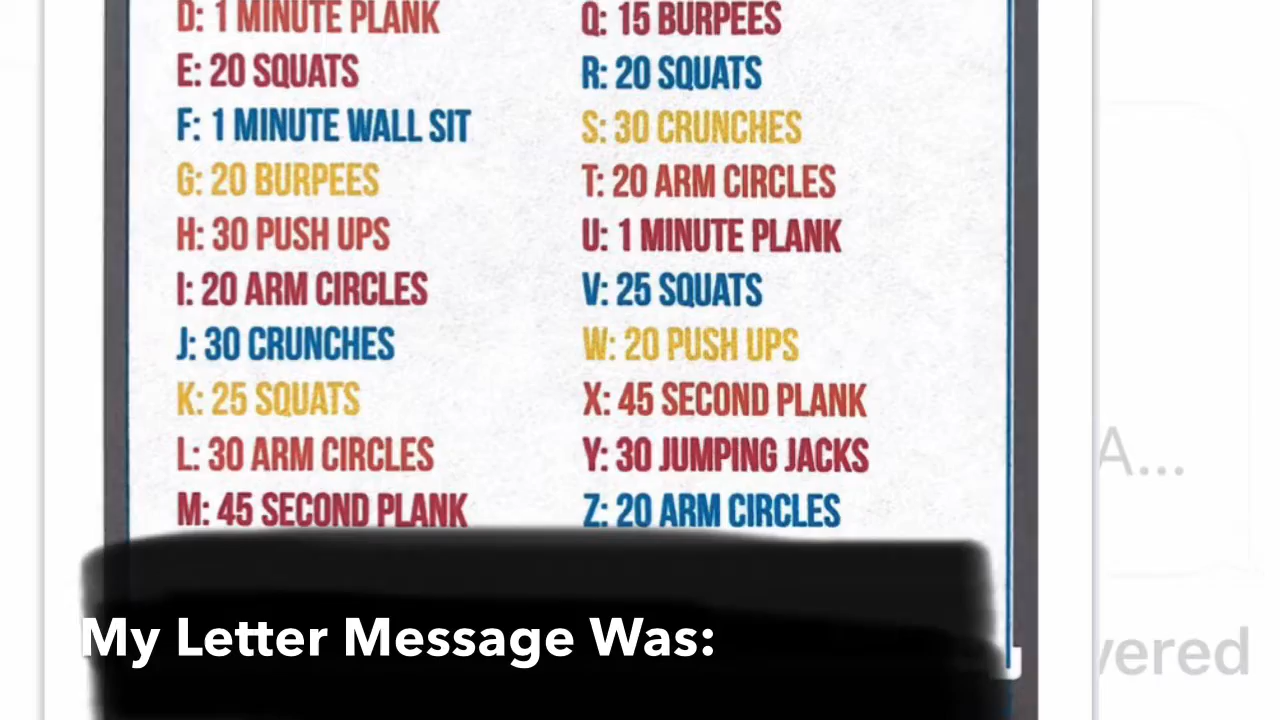 D: 1 MINUTE PLANK
E: 20 SQUATS
F: 1 MINUTE WALL SIT
G: 20 BURPEES
H: 30 PUSH UPS
I: 20 ARM CIRCLES
J: 30 CRUNCHES
K: 25 SQUATS
L: 30 ARM CIRCLES
M: 45 SECOND PLANK
Q: 15 BURPEES
R: 20 SQUATS
S: 30 CRUNCHES
T: 20 ARM CIRCLES
U: 1 MINUTE PLANK
V: 25 SQUATS
W: 20 PUSH UPS
X: 45 SECOND PLANK
Y: 30 JUMPING JACKS
Z: 20 ARM CIRCLES
A...
vered
My Letter Message Was: